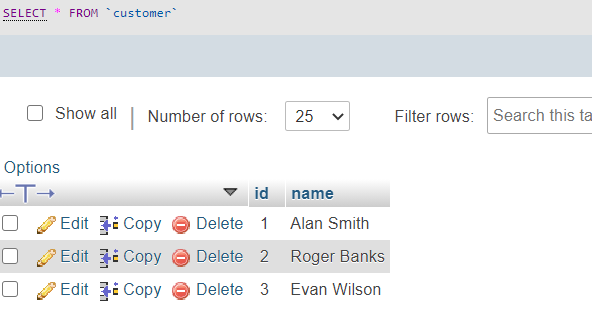 SELECT * FROM `customer`
Show all | Number of rows: 25 Filter rows: Search this ta
Options
←T→ id name
Edit Copy Delete 1 Alan Smith
Edit Copy Delete 2 Roger Banks
Edit Copy Delete 3 Evan Wilson